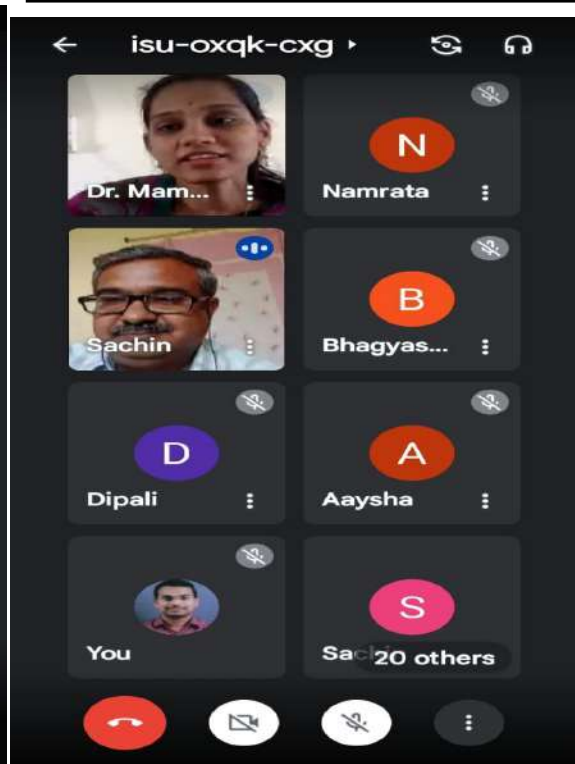 isu-oxqk-cxg
Dr. Mam...
N
Namrata
Sachin
B
Bhagyas...
D
Dipali
A
Aaysha
You
S
20 others